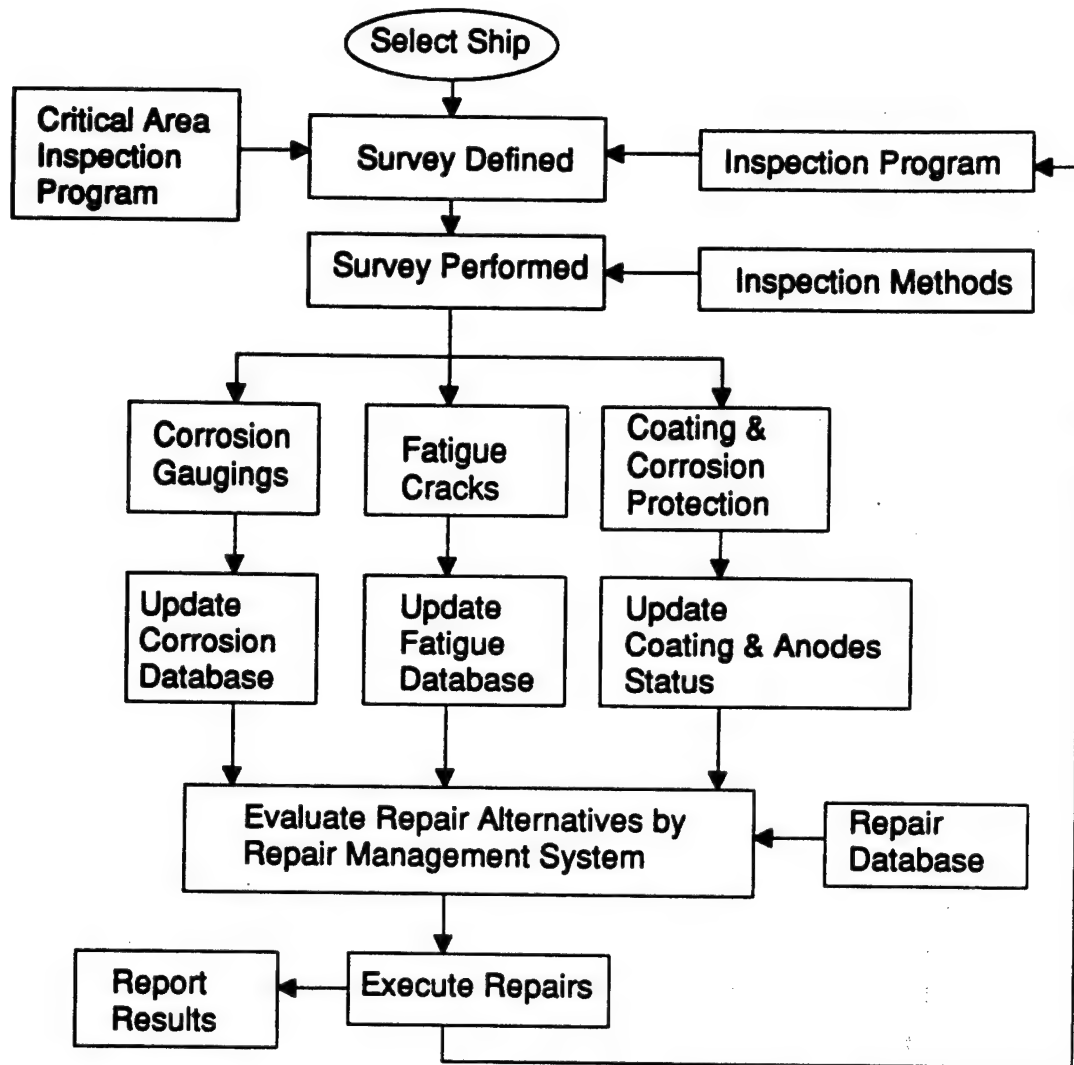 Select Ship
Critical Area
Inspection
Program
Survey Defined
Inspection Program
Survey Performed
Inspection Methods
Corrosion
Gaugings
Fatigue
Cracks
Coating &
Corrosion
Protection
Update
Corrosion
Database
Update
Fatigue
Database
Update
Coating & Anodes
Status
Evaluate Repair Alternatives by
Repair Management System
Repair
Database
Report
Results
Execute Repairs